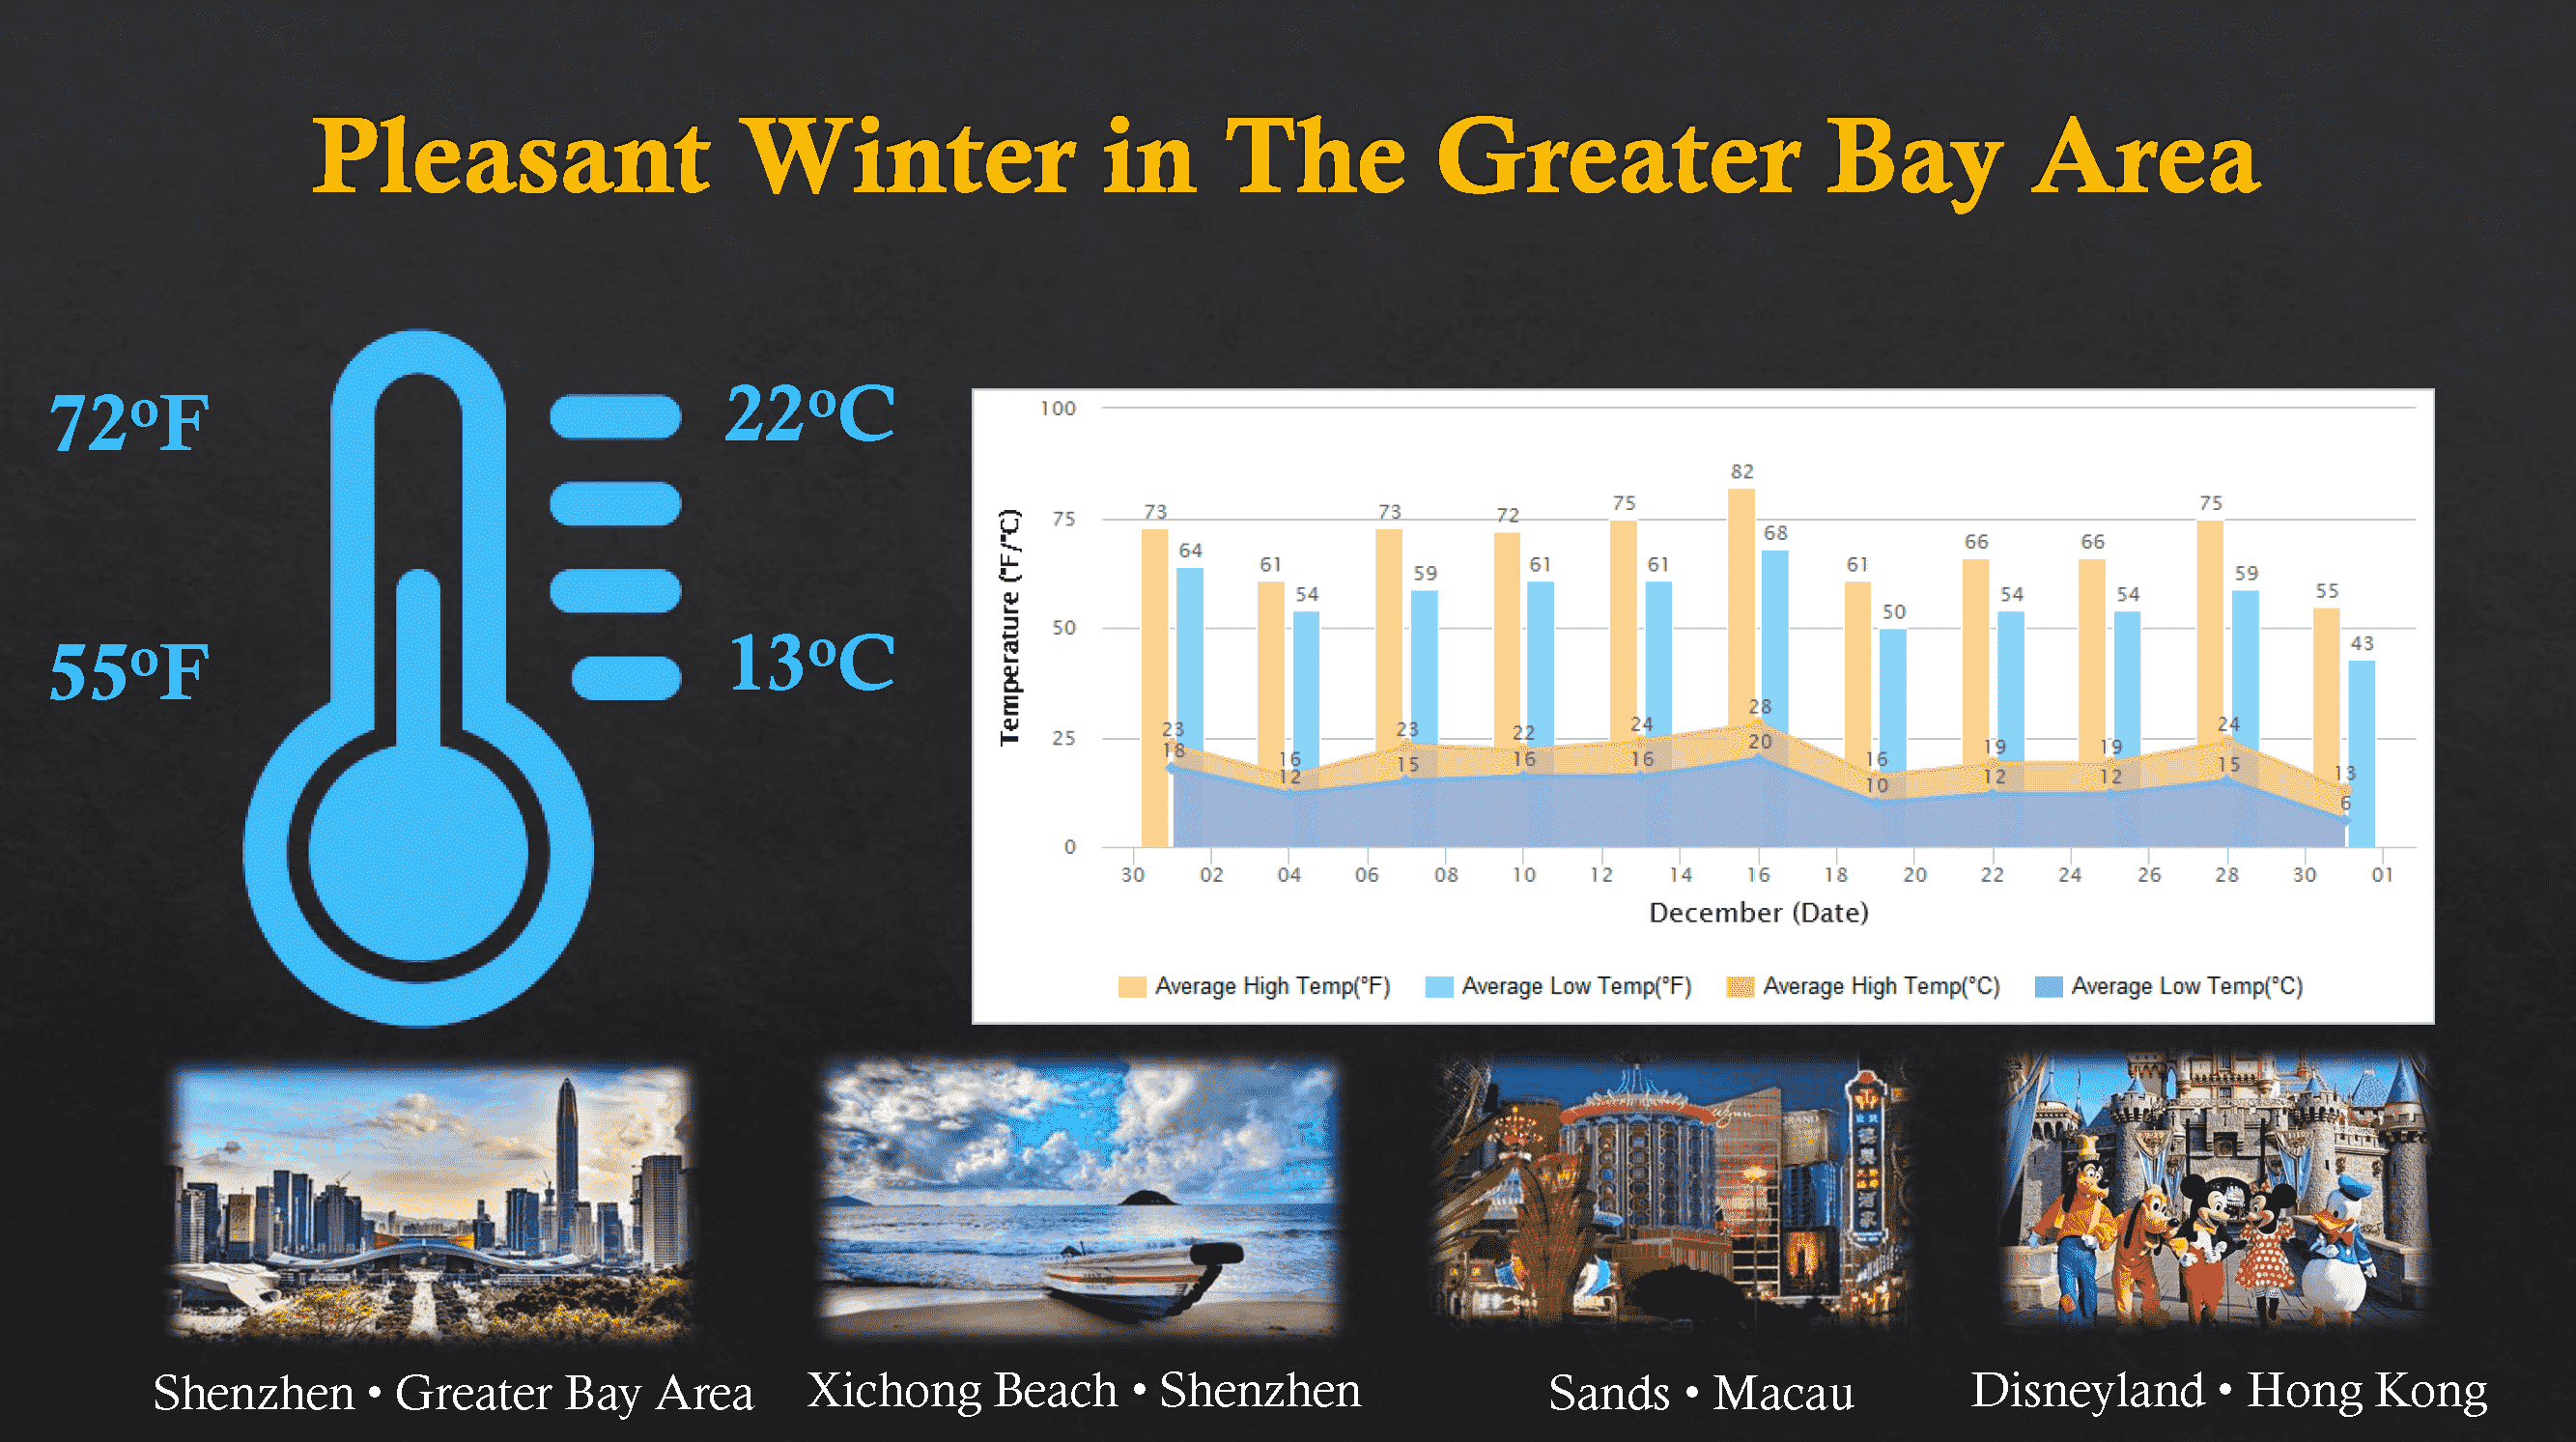 Pleasant Winter in The Greater Bay Area
72ºF
22ºC
55ºF
13ºC
Temperature (°F/°C)
100
75
50
25
0
73 64 61 54 73 59 72 61 75 61 82 68 61 50 66 54 66 54 75 59 55 43
23 16 23 22 24 28 16 19 19 24 13
18 12 15 16 16 20 10 12 12 15 6
30 02 04 06 08 10 12 14 16 18 20 22 24 26 28 30 01
December (Date)
Average High Temp(°F) Average Low Temp(°F) Average High Temp(°C) Average Low Temp(°C)
Shenzhen • Greater Bay Area
Xichong Beach • Shenzhen
Sands • Macau
Disneyland • Hong Kong